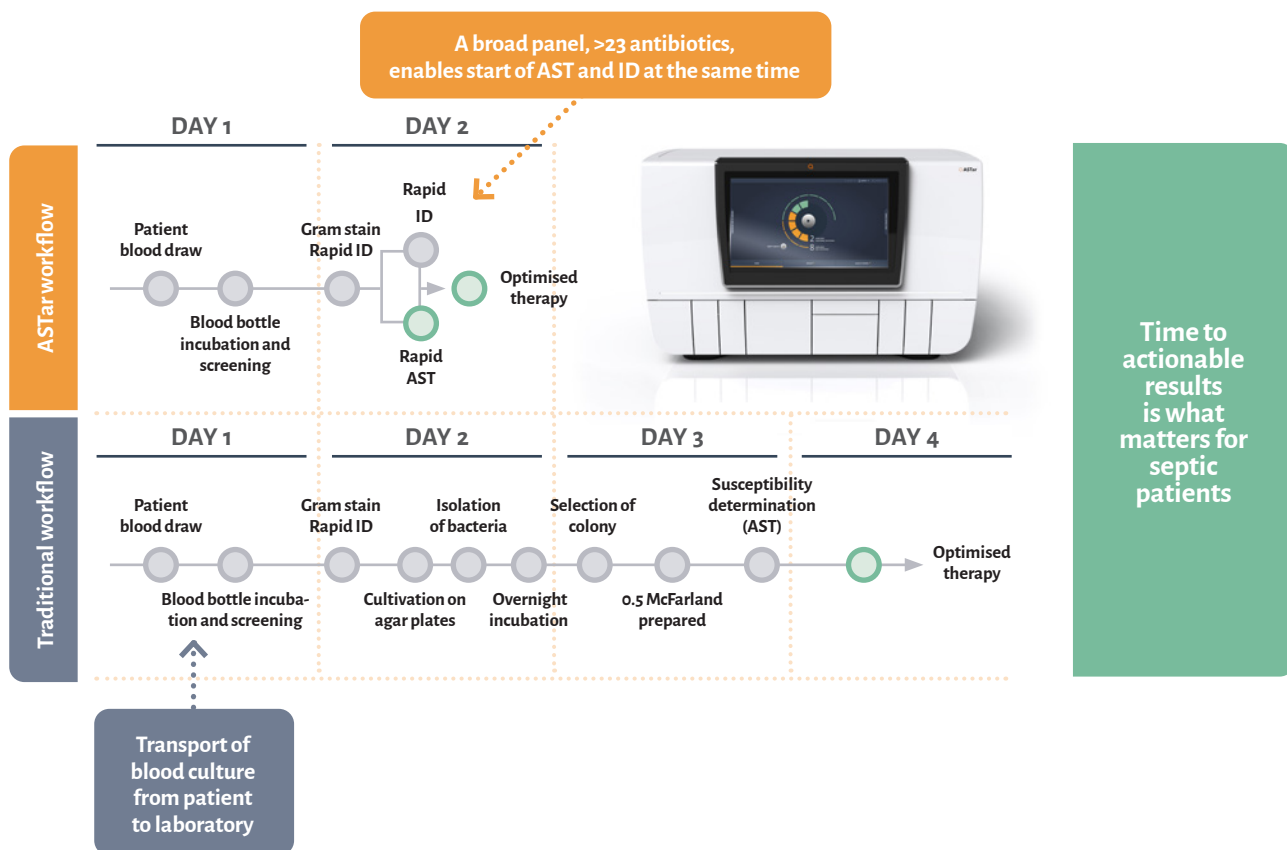 A broad panel, >23 antibiotics,
enables start of AST and ID at the same time
DAY 1
DAY 2
ASTar workflow
Patient
blood draw
Blood bottle
incubation and
screening
Gram stain
Rapid ID
Rapid
ID
Rapid
AST
Optimised
therapy
ASTar
2
8
Time to
actionable
results
is what
matters for
septic
patients
Traditional workflow
DAY 1
DAY 2
DAY 3
DAY 4
Patient
blood draw
Blood bottle incuba-
tion and screening
Gram stain
Rapid ID
Cultivation on
agar plates
Isolation
of bacteria
Overnight
incubation
Selection of
colony
0.5 McFarland
prepared
Susceptibility
determination
(AST)
Optimised
therapy
Transport of
blood culture
from patient
to laboratory